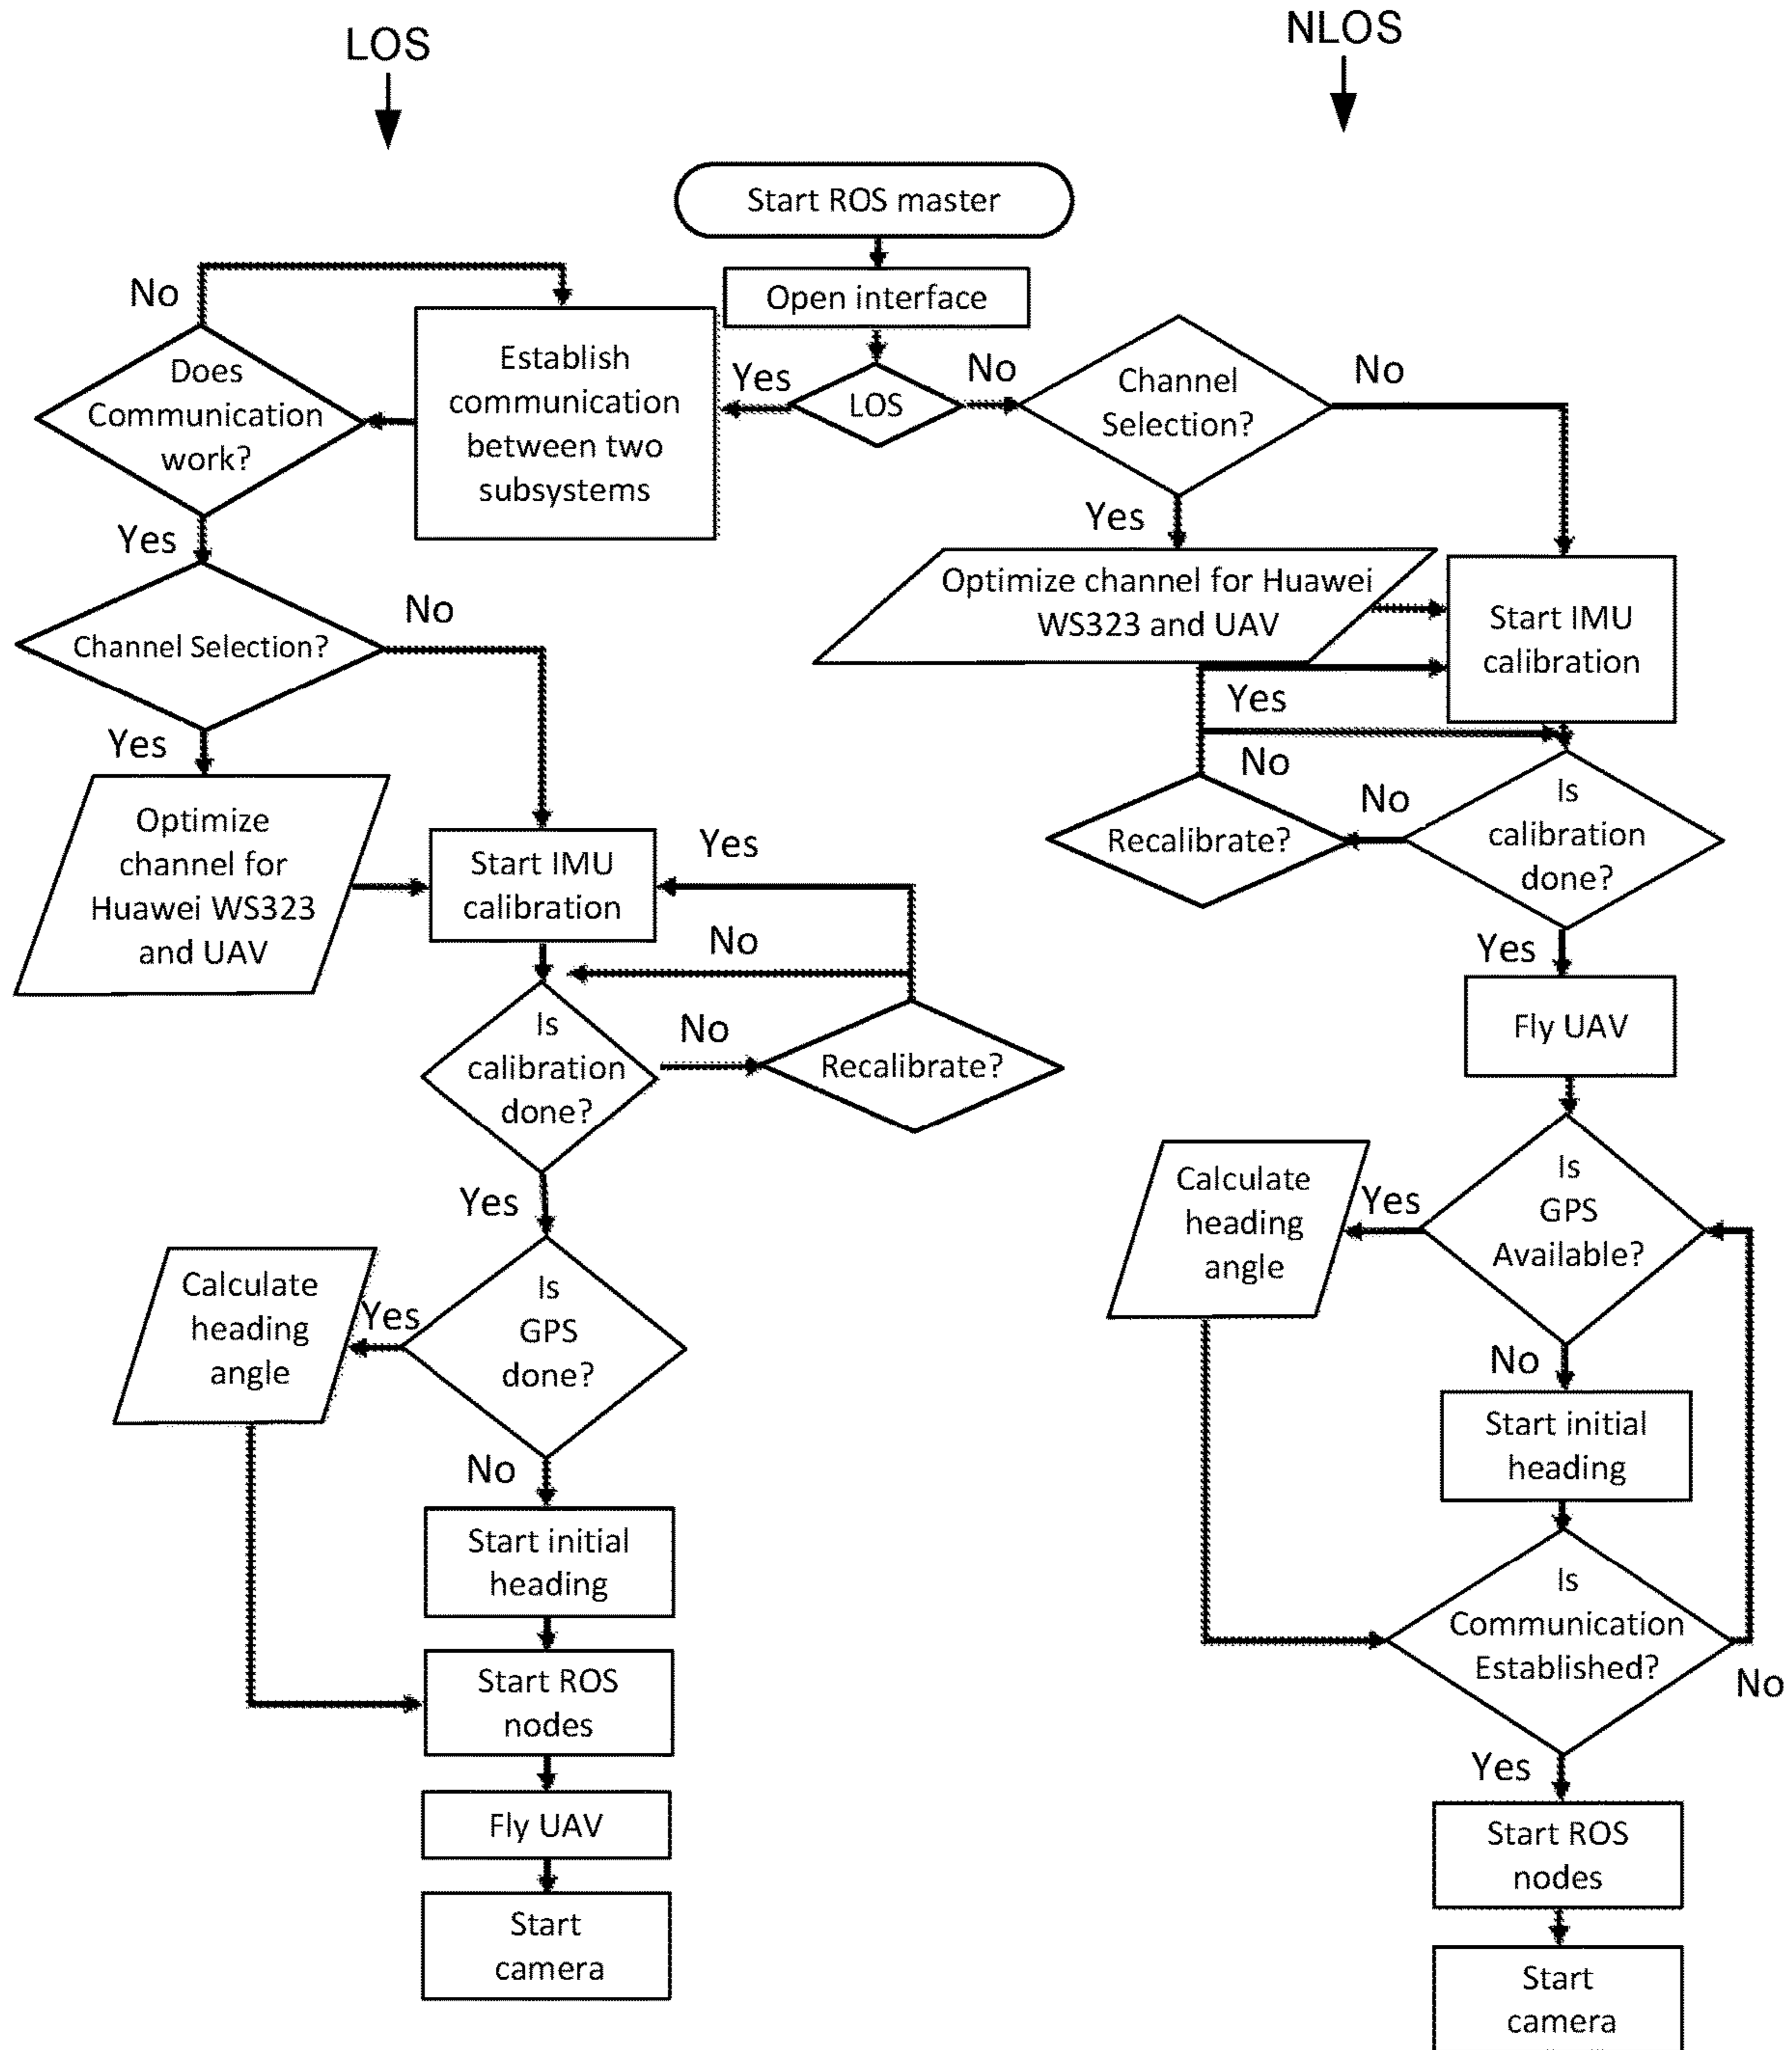 LOS
NLOS
Start ROS master
Open interface
LOS
Yes
No
Establish
communication
between two
subsystems
Does
Communication
work?
No
Yes
Channel Selection?
No
Yes
Optimize
channel for
Huawei WS323
and UAV
Start IMU
calibration
Yes
No
Is
calibration
done?
No
Recalibrate?
Yes
Is
GPS
done?
Yes
Calculate
heading
angle
No
Start initial
heading
Start ROS
nodes
Fly UAV
Start
camera
Channel
Selection?
No
Yes
Optimize channel for Huawei
WS323 and UAV
Start IMU
calibration
Yes
No
Recalibrate?
No
Is
calibration
done?
Yes
Fly UAV
Is
GPS
Available?
Yes
Calculate
heading
angle
No
Start initial
heading
Is
Communication
Established?
No
Yes
Start ROS
nodes
Start
camera